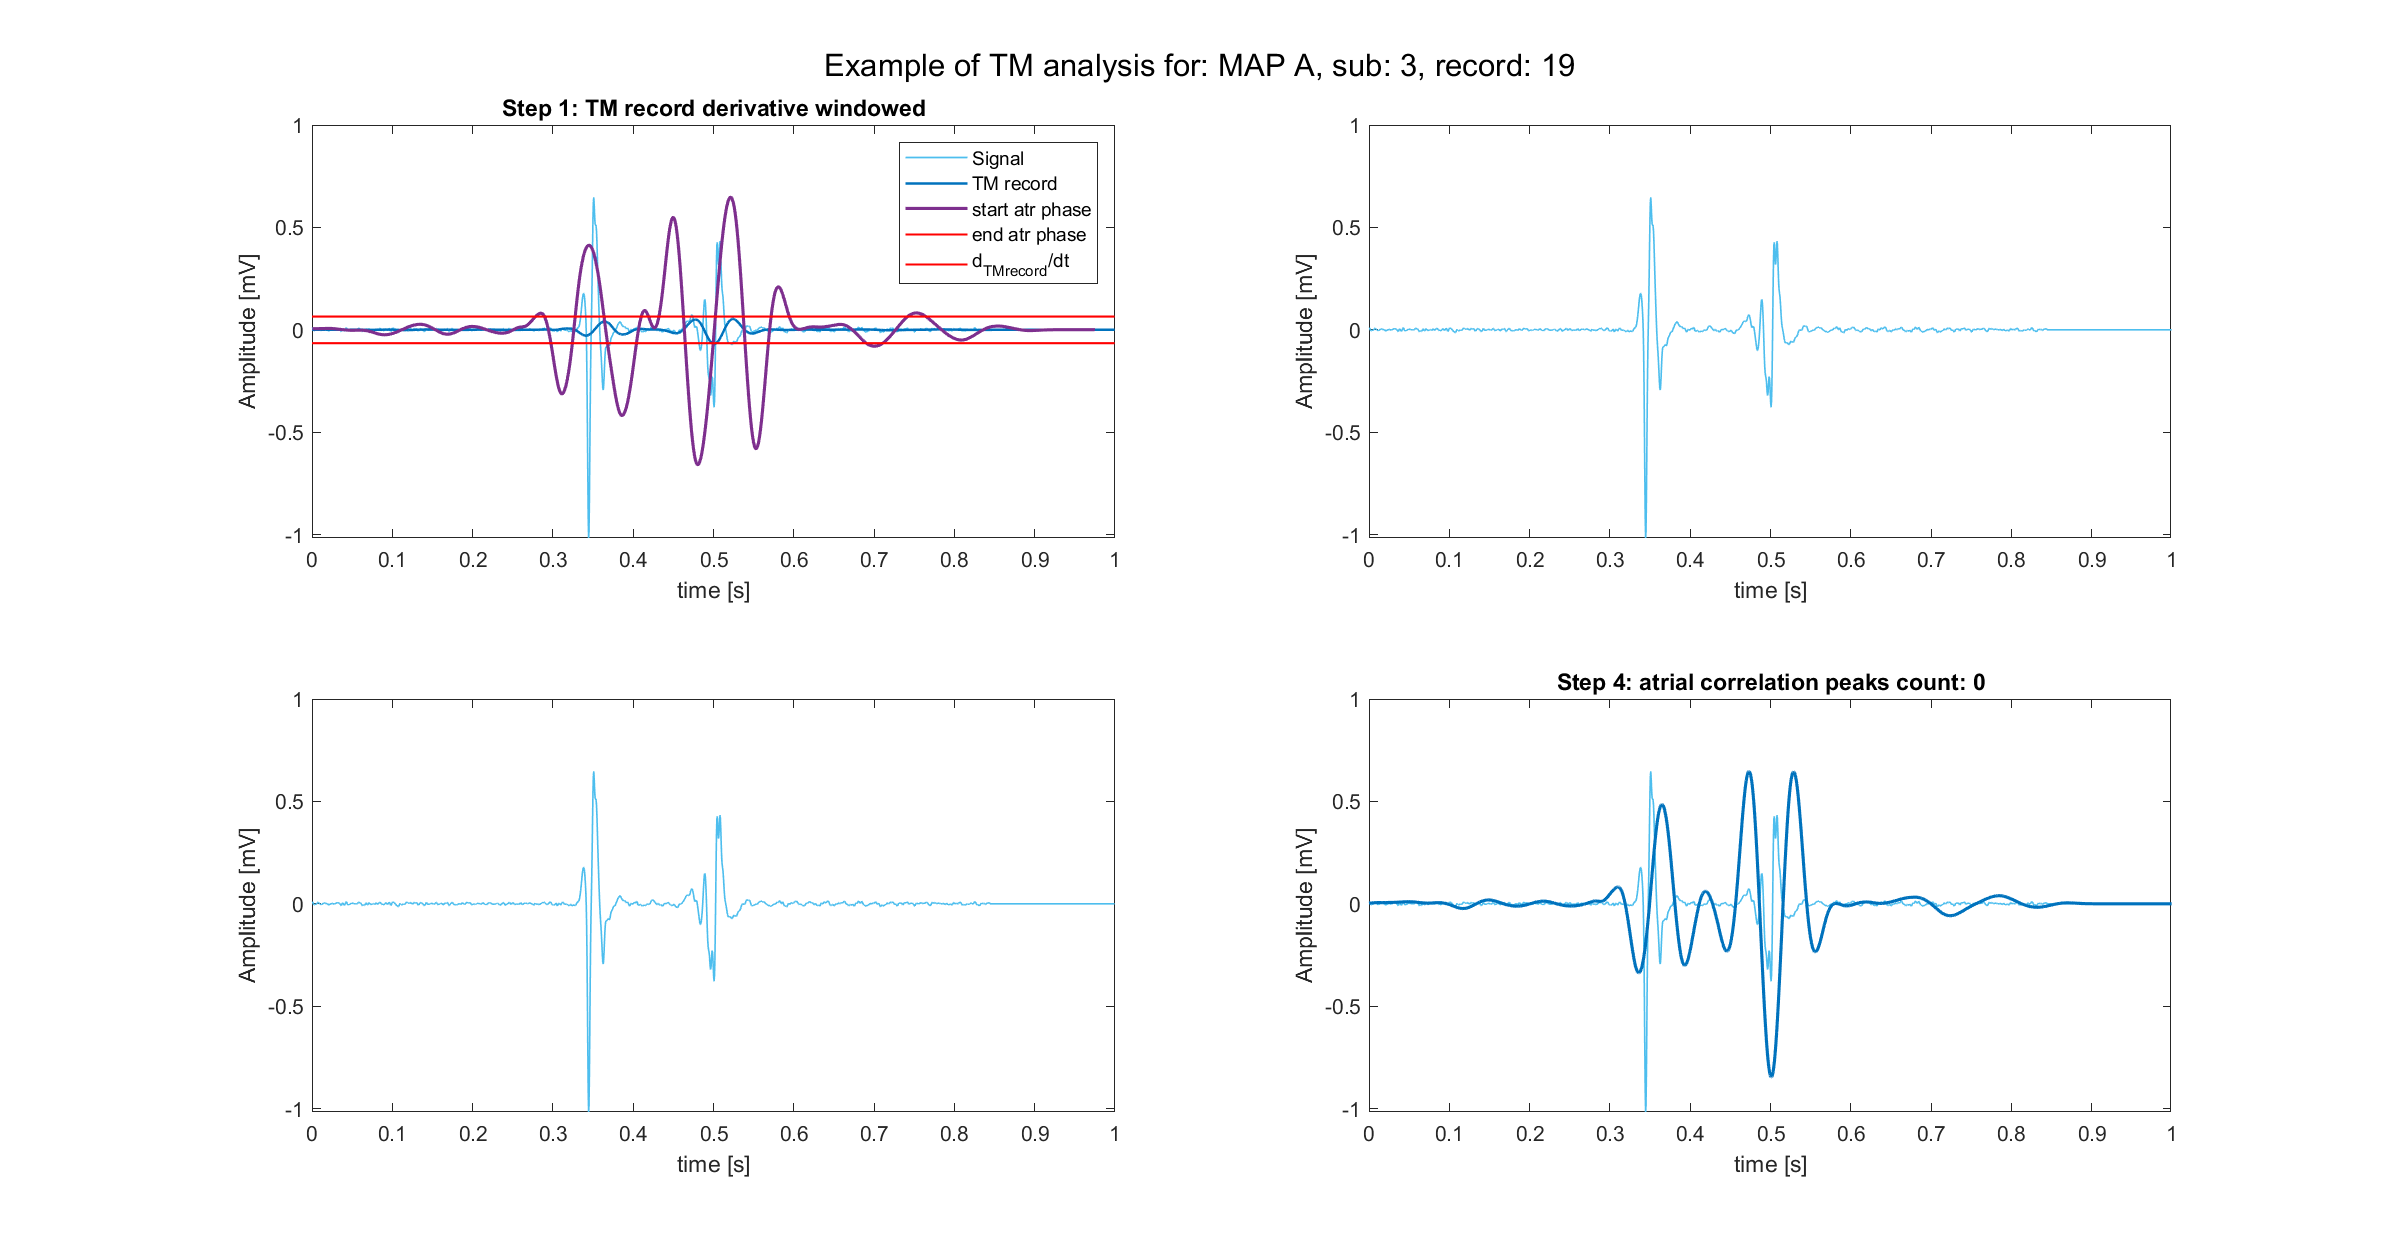 Example of TM analysis for: MAP A, sub: 3, record: 19
Step 1: TM record derivative windowed
Signal
TM record
start atr phase
end atr phase
d_TMrecord/dt
Amplitude [mV]
1
0.5
0
-0.5
-1
0 0.1 0.2 0.3 0.4 0.5 0.6 0.7 0.8 0.9 1
time [s]
Amplitude [mV]
1
0.5
0
-0.5
-1
0 0.1 0.2 0.3 0.4 0.5 0.6 0.7 0.8 0.9 1
time [s]
Amplitude [mV]
1
0.5
0
-0.5
-1
0 0.1 0.2 0.3 0.4 0.5 0.6 0.7 0.8 0.9 1
time [s]
Step 4: atrial correlation peaks count: 0
Amplitude [mV]
1
0.5
0
-0.5
-1
0 0.1 0.2 0.3 0.4 0.5 0.6 0.7 0.8 0.9 1
time [s]